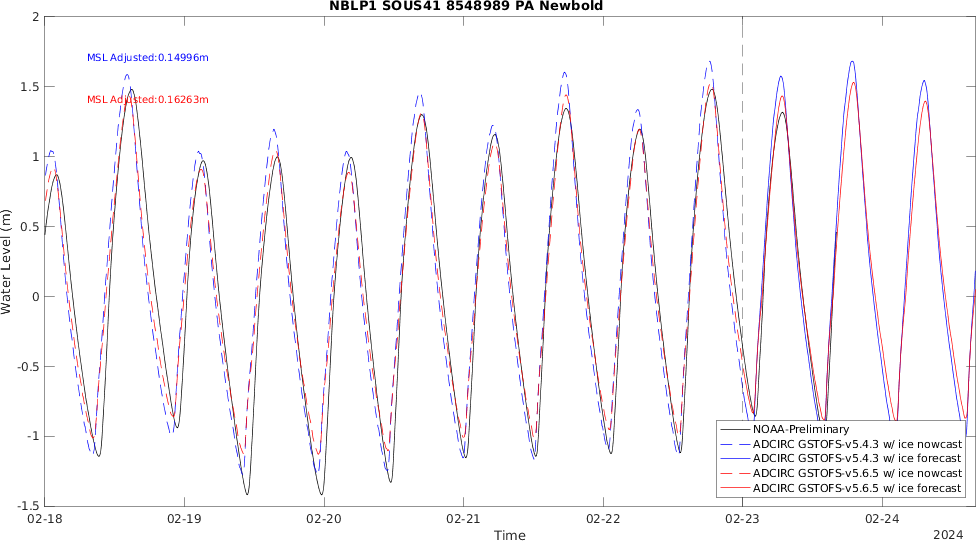 NBLP1 SOUS41 8548989 PA Newbold
MSL Adjusted:0.14996m
MSL Adjusted:0.16263m
Water Level (m)
2
1.5
1
0.5
0
-0.5
-1
-1.5
NOAA-Preliminary
ADCIRC GSTOFS-v5.4.3 w/ ice nowcast
ADCIRC GSTOFS-v5.4.3 w/ ice forecast
ADCIRC GSTOFS-v5.6.5 w/ ice nowcast
ADCIRC GSTOFS-v5.6.5 w/ ice forecast
02-18 02-19 02-20 02-21 02-22 02-23 02-24
Time
2024